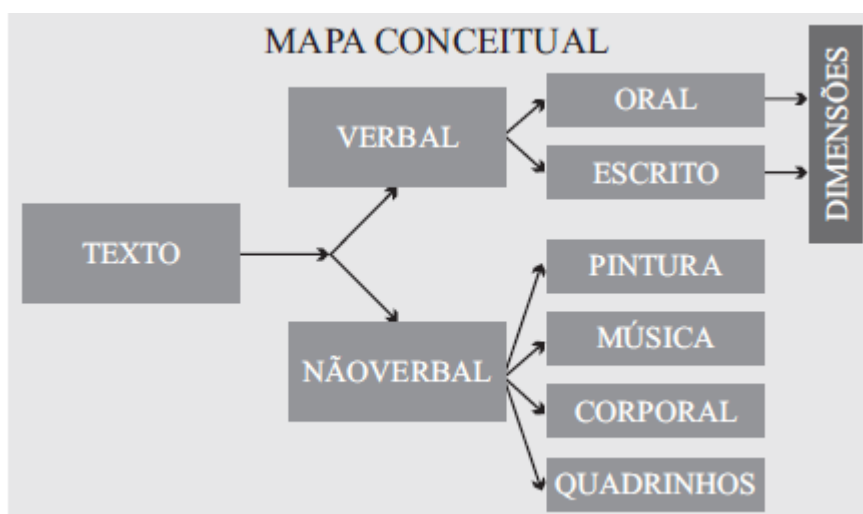 MAPA CONCEITUAL
TEXTO
VERBAL
ORAL
ESCRITO
DIMENSÕES
NÃOVERBAL
PINTURA
MÚSICA
CORPORAL
QUADRINHOS